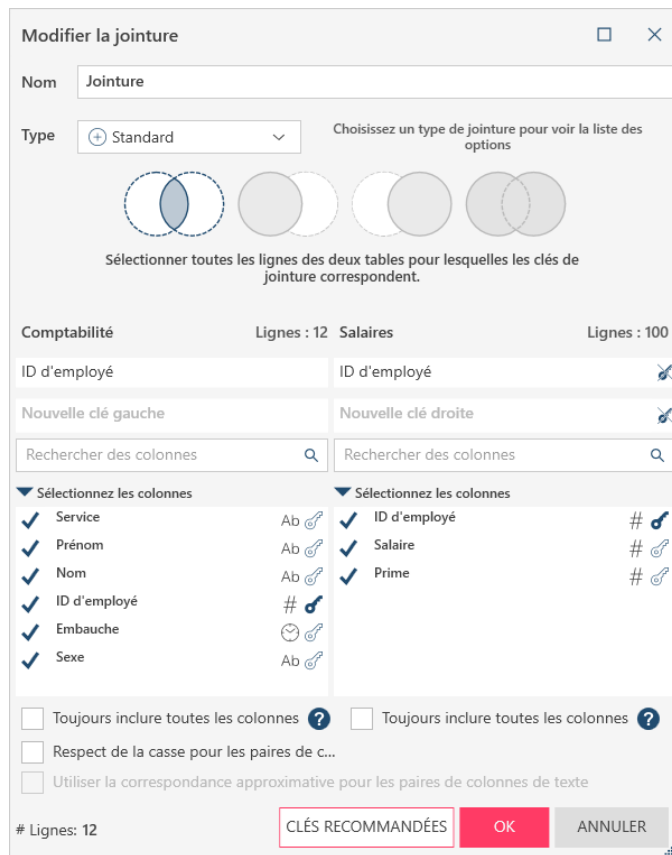 Modifier la jointure
Nom Jointure
Type Standard Choisissez un type de jointure pour voir la liste des
options
Sélectionner toutes les lignes des deux tables pour lesquelles les clés de
jointure correspondent.
Comptabilité Lignes : 12 Salaires Lignes : 100
ID d'employé ID d'employé
Nouvelle clé gauche Nouvelle clé droite
Rechercher des colonnes Rechercher des colonnes
Sélectionnez les colonnes Sélectionnez les colonnes
Service Ab ID d'employé #
Prénom Ab Salaire #
Nom Ab Prime #
ID d'employé #
Embauche
Sexe Ab
Toujours inclure toutes les colonnes ? Toujours inclure toutes les colonnes ?
Respect de la casse pour les paires de c...
Utiliser la correspondance approximative pour les paires de colonnes de texte
# Lignes: 12 CLÉS RECOMMANDÉES OK ANNULER